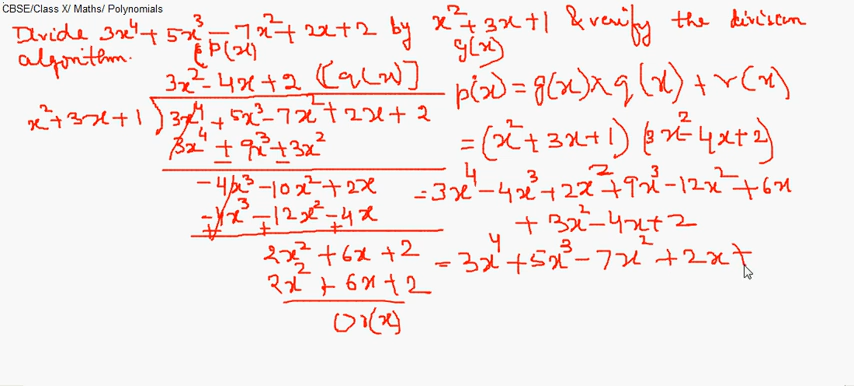 CBSE/Class X/ Maths/ Polynomials
Divide 3x⁴ + 5x³ - 7x² + 2x + 2 by x² + 3x + 1 & verify the division
algorithm. p(x) g(x)
3x² - 4x + 2 [q(x)]
x² + 3x + 1 ) 3x⁴ + 5x³ - 7x² + 2x + 2
3x⁴ + 9x³ + 3x²
- - -
-4x³ - 10x² + 2x
-4x³ - 12x² - 4x
+ + +
2x² + 6x + 2
2x² + 6x + 2
0 r(x)
p(x) = g(x) × q(x) + r(x)
= (x² + 3x + 1) (3x² - 4x + 2)
= 3x⁴ - 4x³ + 2x² + 9x³ - 12x² + 6x
+ 3x² - 4x + 2
= 3x⁴ + 5x³ - 7x² + 2x +